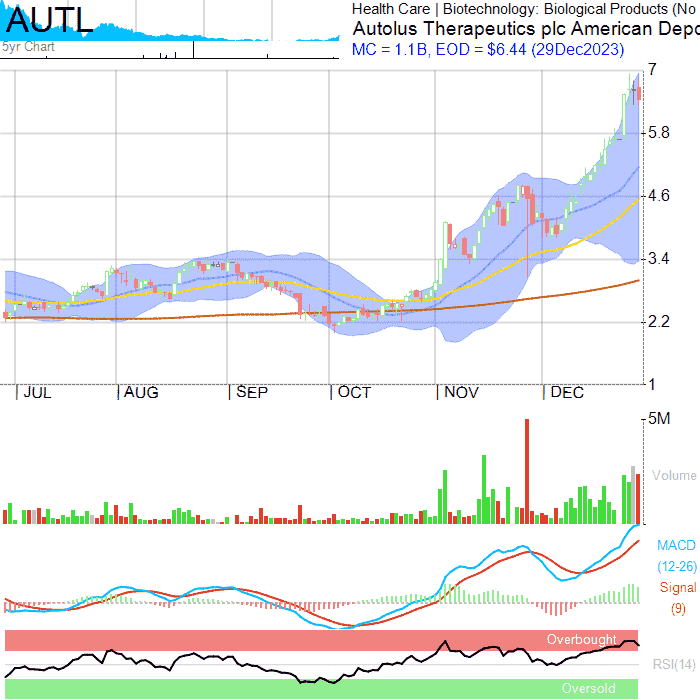 AUTL
5yr Chart
Health Care | Biotechnology: Biological Products (No
Autolus Therapeutics plc American Depo
MC = 1.1B, EOD = $6.44 (29Dec2023)
7
5.8
4.6
3.4
2.2
1
JUL AUG SEP OCT NOV DEC
5M
Volume
MACD
(12-26)
Signal
(9)
Overbought
RSI(14)
Oversold